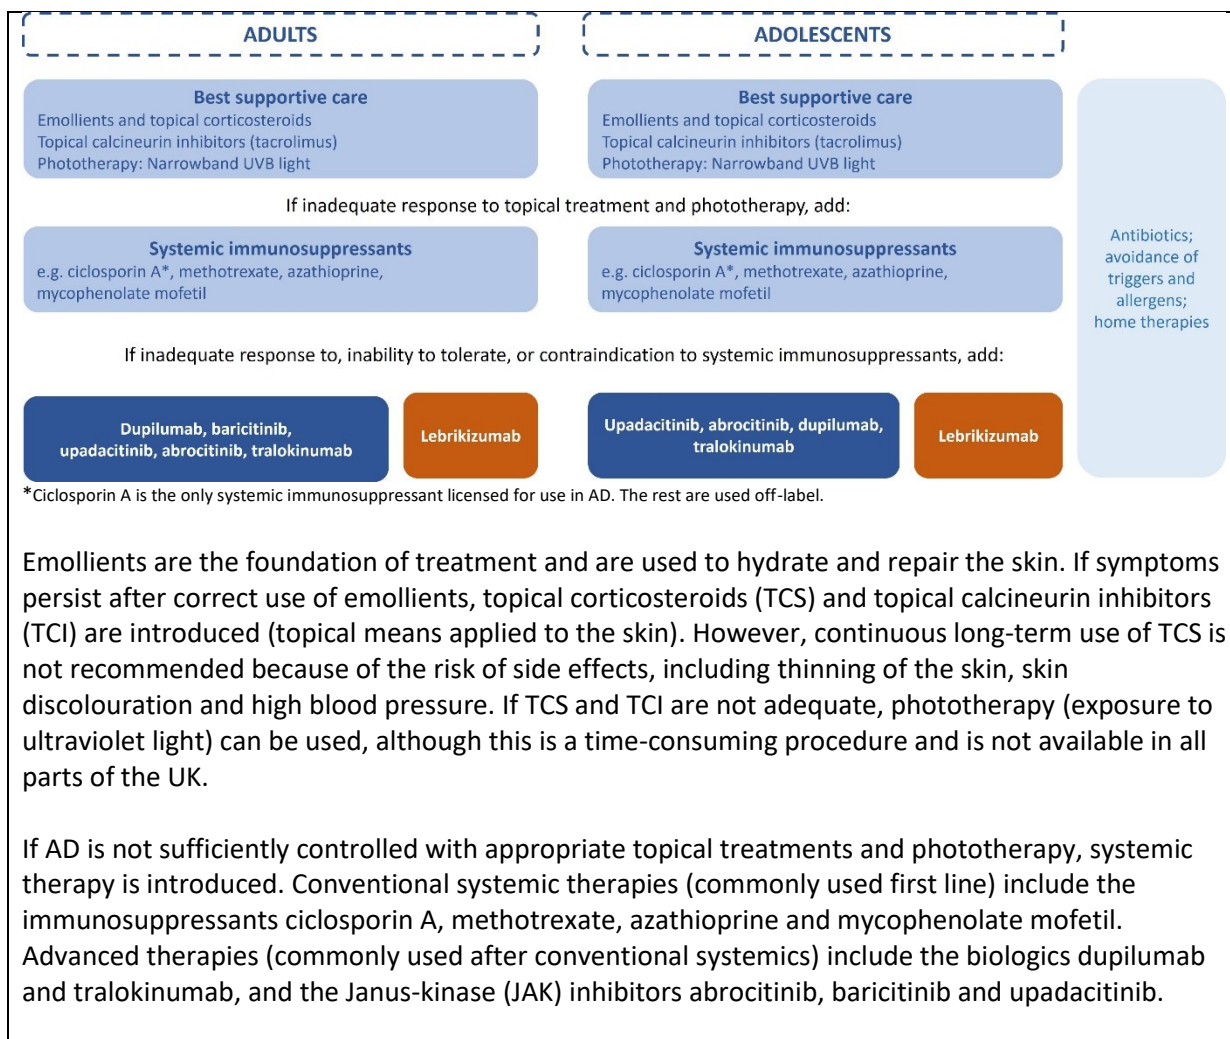 ADULTS
ADOLESCENTS
Best supportive care
Emollients and topical corticosteroids
Topical calcineurin inhibitors (tacrolimus)
Phototherapy: Narrowband UVB light
Best supportive care
Emollients and topical corticosteroids
Topical calcineurin inhibitors (tacrolimus)
Phototherapy: Narrowband UVB light
If inadequate response to topical treatment and phototherapy, add:
Systemic immunosuppressants
e.g. ciclosporin A*, methotrexate, azathioprine,
mycophenolate mofetil
Systemic immunosuppressants
e.g. ciclosporin A*, methotrexate, azathioprine,
mycophenolate mofetil
Antibiotics;
avoidance of
triggers and
allergens;
home therapies
If inadequate response to, inability to tolerate, or contraindication to systemic immunosuppressants, add:
Dupilumab, baricitinib,
upadacitinib, abrocitinib, tralokinumab
Lebrikizumab
Upadacitinib, abrocitinib, dupilumab,
tralokinumab
Lebrikizumab
*Ciclosporin A is the only systemic immunosuppressant licensed for use in AD. The rest are used off-label.
Emollients are the foundation of treatment and are used to hydrate and repair the skin. If symptoms
persist after correct use of emollients, topical corticosteroids (TCS) and topical calcineurin inhibitors
(TCI) are introduced (topical means applied to the skin). However, continuous long-term use of TCS is
not recommended because of the risk of side effects, including thinning of the skin, skin
discolouration and high blood pressure. If TCS and TCI are not adequate, phototherapy (exposure to
ultraviolet light) can be used, although this is a time-consuming procedure and is not available in all
parts of the UK.
If AD is not sufficiently controlled with appropriate topical treatments and phototherapy, systemic
therapy is introduced. Conventional systemic therapies (commonly used first line) include the
immunosuppressants ciclosporin A, methotrexate, azathioprine and mycophenolate mofetil.
Advanced therapies (commonly used after conventional systemics) include the biologics dupilumab
and tralokinumab, and the Janus-kinase (JAK) inhibitors abrocitinib, baricitinib and upadacitinib.